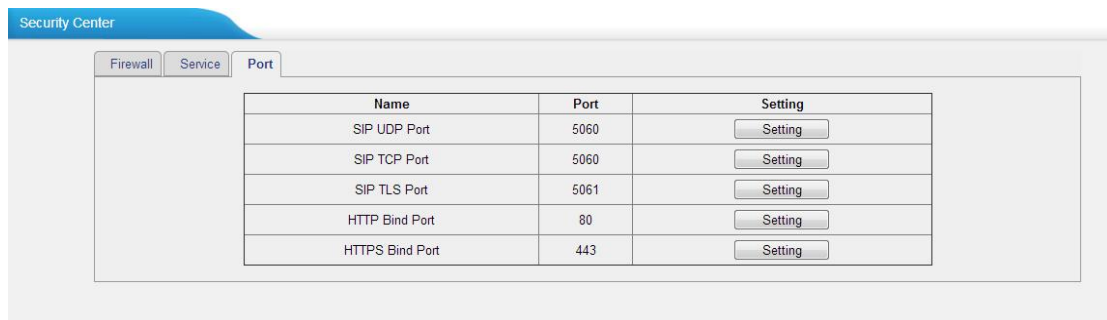 Security Center
Firewall Service Port
Name Port Setting
SIP UDP Port 5060 Setting
SIP TCP Port 5060 Setting
SIP TLS Port 5061 Setting
HTTP Bind Port 80 Setting
HTTPS Bind Port 443 Setting